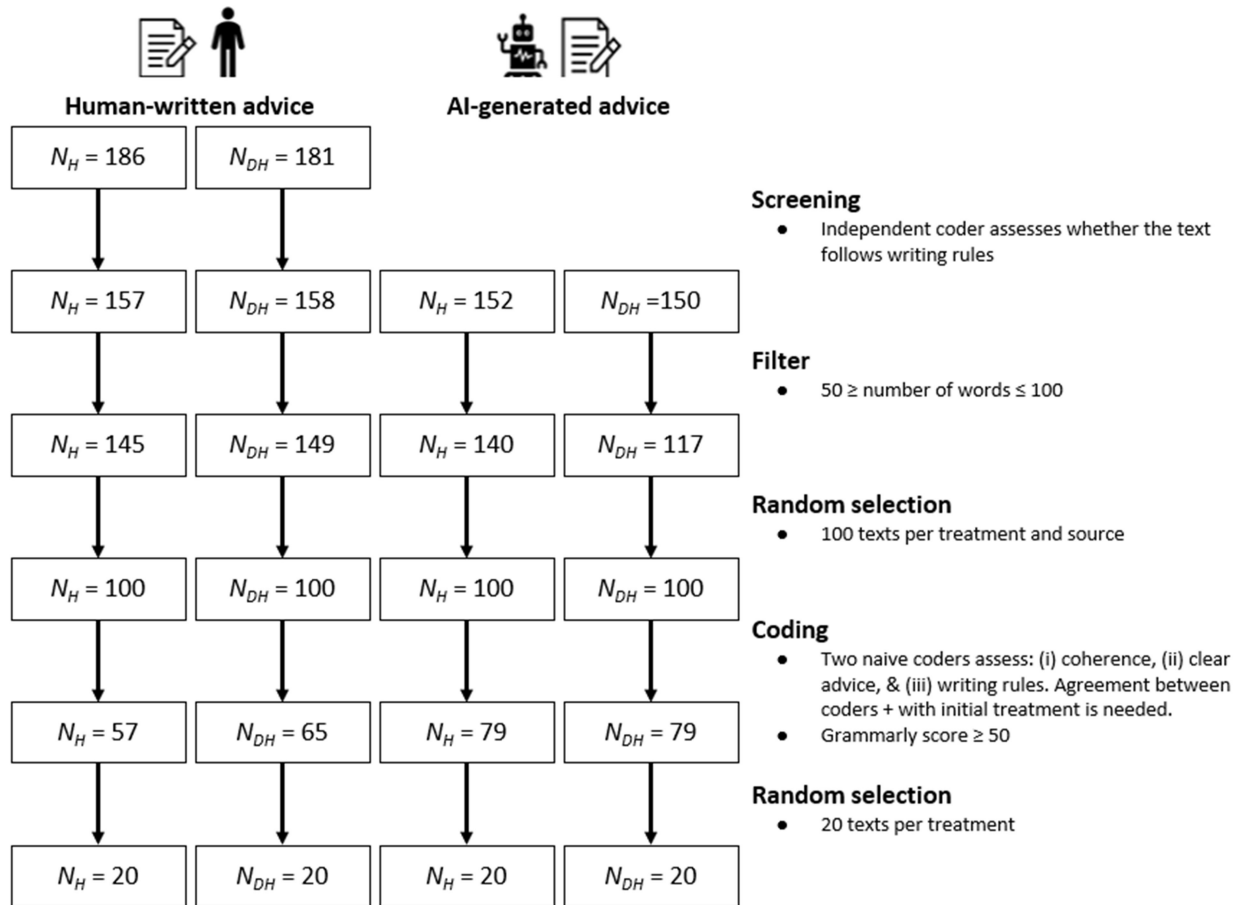 Human-written advice
AI-generated advice
N_H = 186
N_DH = 181
Screening
● Independent coder assesses whether the text
follows writing rules
N_H = 157
N_DH = 158
N_H = 152
N_DH =150
Filter
● 50 ≥ number of words ≤ 100
N_H = 145
N_DH = 149
N_H = 140
N_DH = 117
Random selection
● 100 texts per treatment and source
N_H = 100
N_DH = 100
N_H = 100
N_DH = 100
Coding
● Two naive coders assess: (i) coherence, (ii) clear
advice, & (iii) writing rules. Agreement between
coders + with initial treatment is needed.
● Grammarly score ≥ 50
N_H = 57
N_DH = 65
N_H = 79
N_DH = 79
Random selection
● 20 texts per treatment
N_H = 20
N_DH = 20
N_H = 20
N_DH = 20